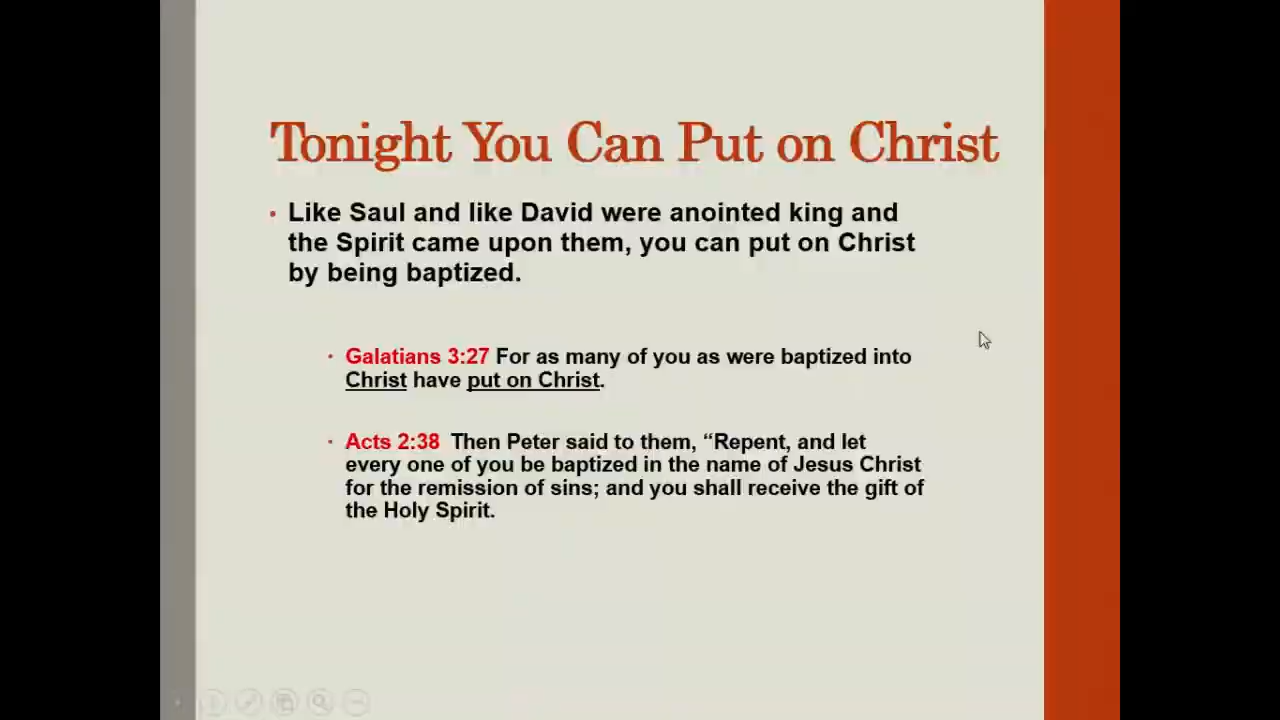 Tonight You Can Put on Christ
• Like Saul and like David were anointed king and
the Spirit came upon them, you can put on Christ
by being baptized.
• Galatians 3:27 For as many of you as were baptized into
Christ have put on Christ.
• Acts 2:38 Then Peter said to them, “Repent, and let
every one of you be baptized in the name of Jesus Christ
for the remission of sins; and you shall receive the gift of
the Holy Spirit.